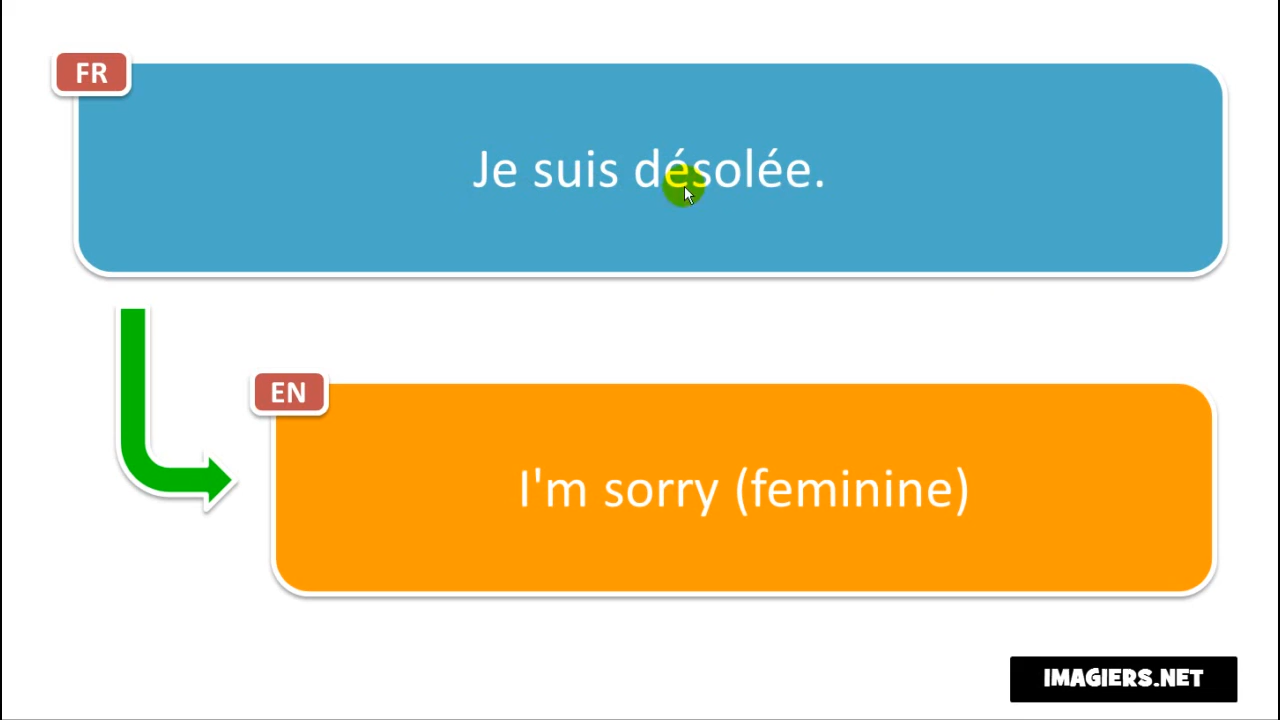 FR
Je suis désolée.
EN
I'm sorry (feminine)
IMAGIERS.NET